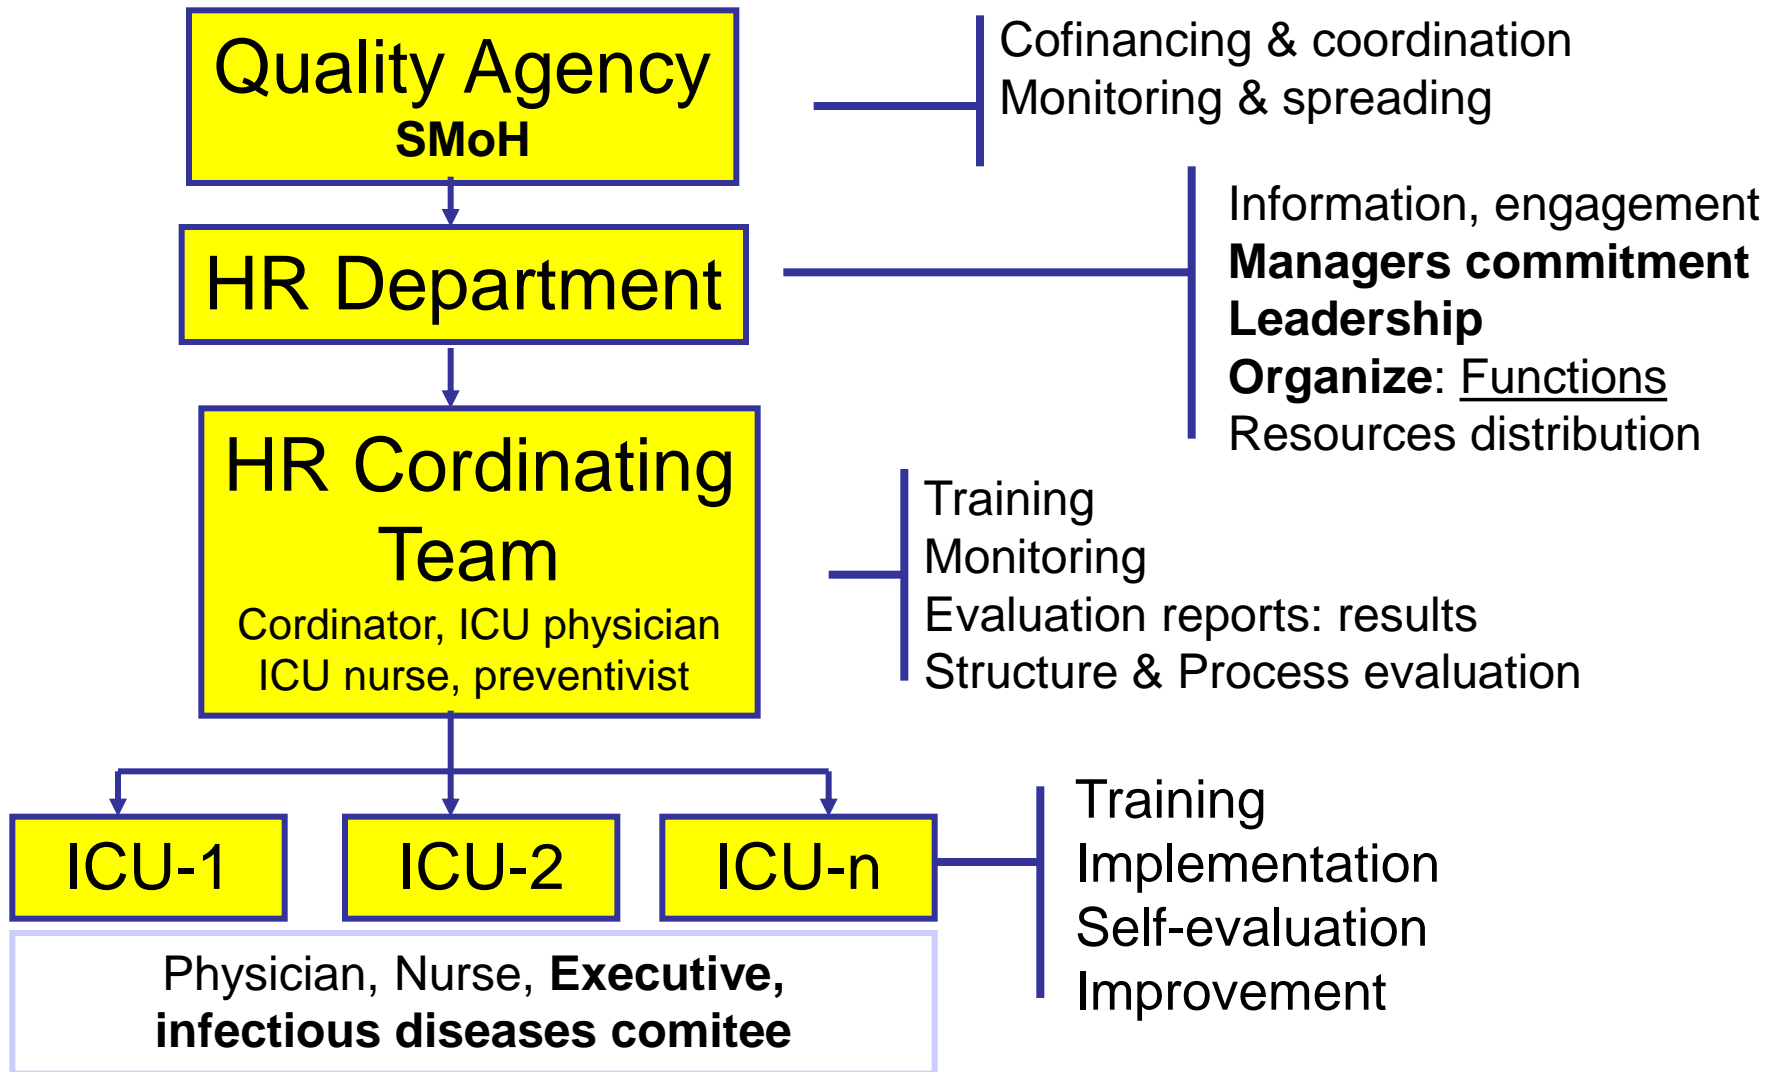 Quality Agency
SMoH
Cofinancing & coordination
Monitoring & spreading
HR Department
Information, engagement
Managers commitment
Leadership
Organize: Functions
Resources distribution
HR Cordinating
Team
Cordinator, ICU physician
ICU nurse, preventivist
Training
Monitoring
Evaluation reports: results
Structure & Process evaluation
ICU-1
ICU-2
ICU-n
Training
Implementation
Self-evaluation
Improvement
Physician, Nurse, Executive,
infectious diseases comitee